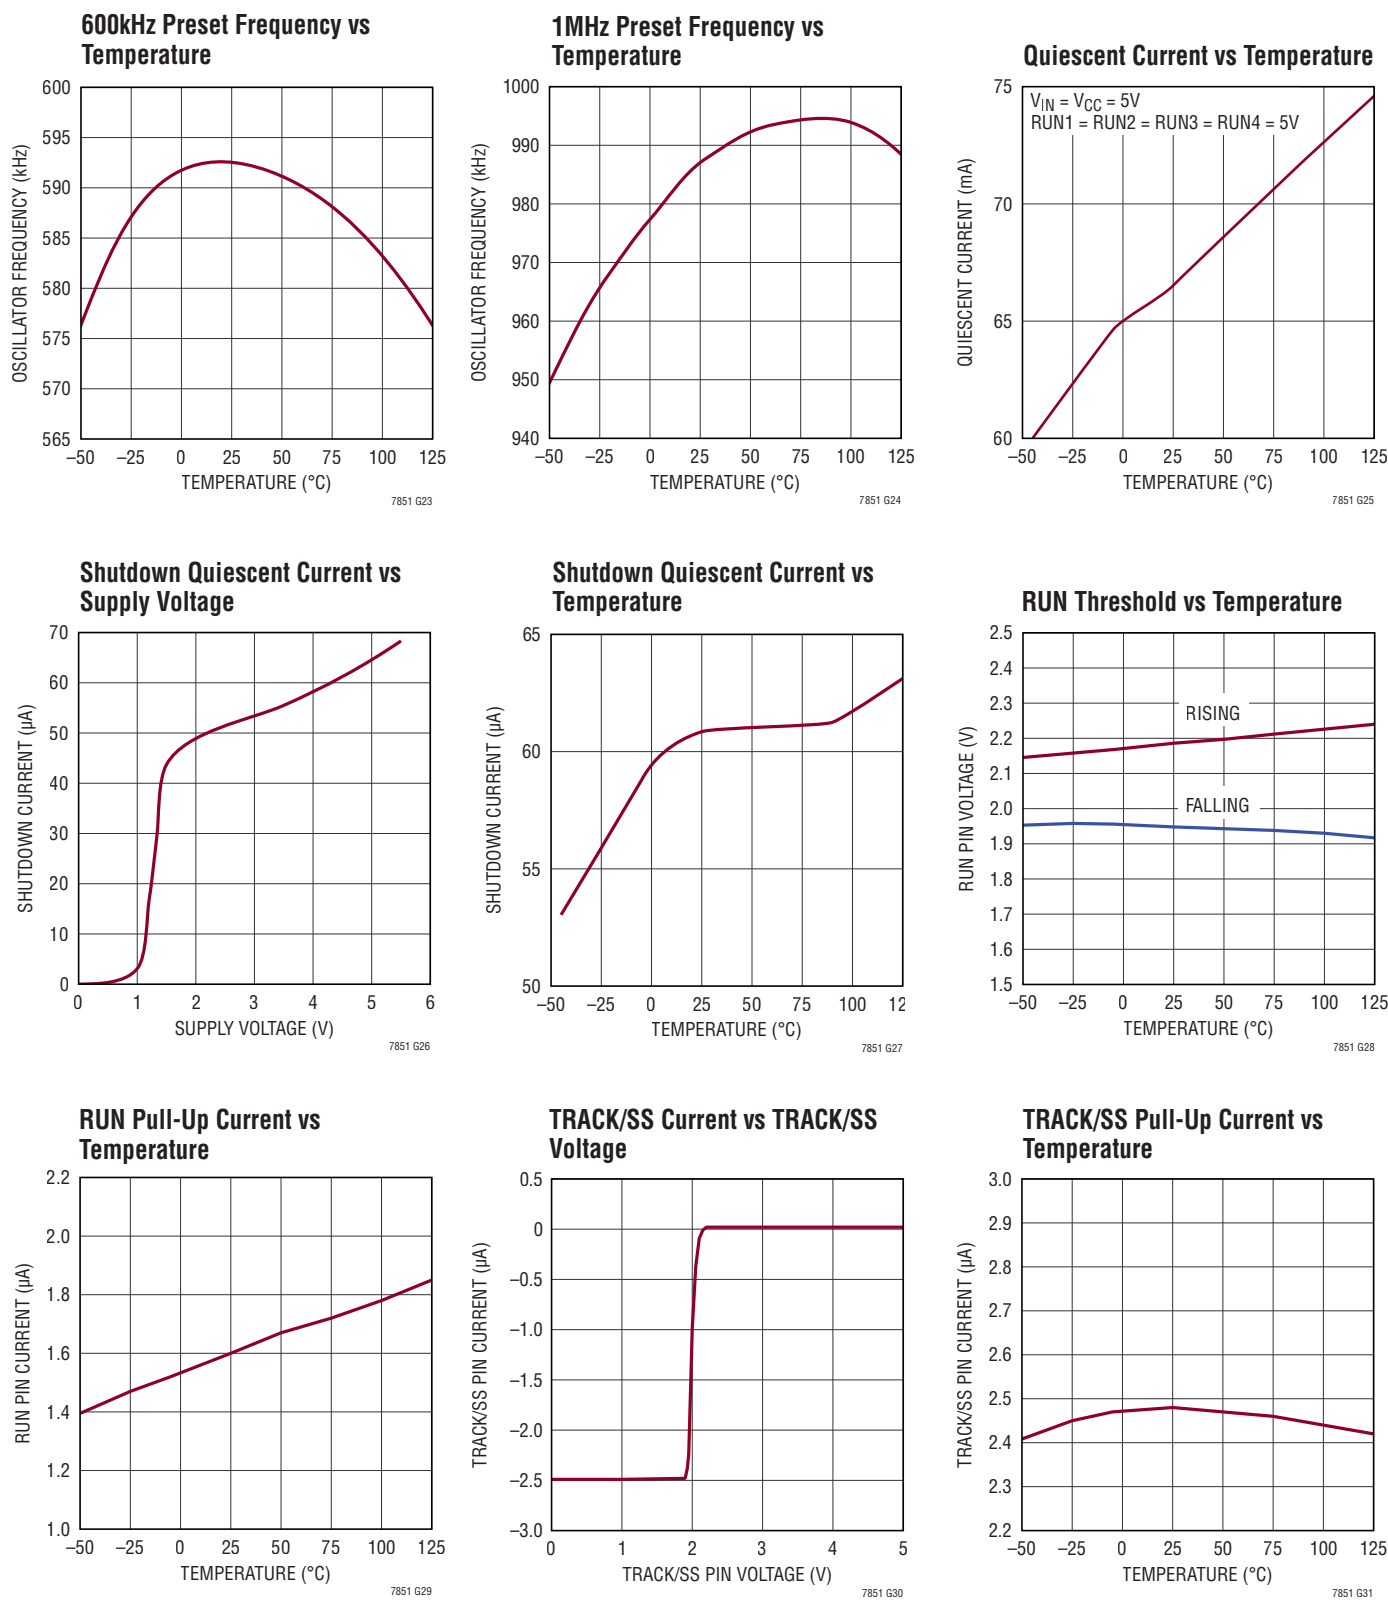 600kHz Preset Frequency vs
Temperature
600
595
590
585
580
575
570
565
OSCILLATOR FREQUENCY (kHz)
–50 –25 0 25 50 75 100 125
TEMPERATURE (°C)
7851 G23
1MHz Preset Frequency vs
Temperature
1000
990
980
970
960
950
940
OSCILLATOR FREQUENCY (kHz)
–50 –25 0 25 50 75 100 125
TEMPERATURE (°C)
7851 G24
Quiescent Current vs Temperature
75
70
65
60
QUIESCENT CURRENT (mA)
VIN = VCC = 5V
RUN1 = RUN2 = RUN3 = RUN4 = 5V
–50 –25 0 25 50 75 100 125
TEMPERATURE (°C)
7851 G25
Shutdown Quiescent Current vs
Supply Voltage
70
60
50
40
30
20
10
0
SHUTDOWN CURRENT (µA)
0 1 2 3 4 5 6
SUPPLY VOLTAGE (V)
7851 G26
Shutdown Quiescent Current vs
Temperature
65
60
55
50
SHUTDOWN CURRENT (µA)
–50 –25 0 25 50 75 100 12
TEMPERATURE (°C)
7851 G27
RUN Threshold vs Temperature
2.5
2.4
2.3
2.2
2.1
2.0
1.9
1.8
1.7
1.6
1.5
RUN PIN VOLTAGE (V)
RISING
FALLING
–50 –25 0 25 50 75 100 125
TEMPERATURE (°C)
7851 G28
RUN Pull-Up Current vs
Temperature
2.2
2.0
1.8
1.6
1.4
1.2
1.0
RUN PIN CURRENT (µA)
–50 –25 0 25 50 75 100 125
TEMPERATURE (°C)
7851 G29
TRACK/SS Current vs TRACK/SS
Voltage
0.5
0
–0.5
–1.0
–1.5
–2.0
–2.5
–3.0
TRACK/SS PIN CURRENT (µA)
0 1 2 3 4 5
TRACK/SS PIN VOLTAGE (V)
7851 G30
TRACK/SS Pull-Up Current vs
Temperature
3.0
2.9
2.8
2.7
2.6
2.5
2.4
2.3
2.2
TRACK/SS PIN CURRENT (µA)
–50 –25 0 25 50 75 100 125
TEMPERATURE (°C)
7851 G31